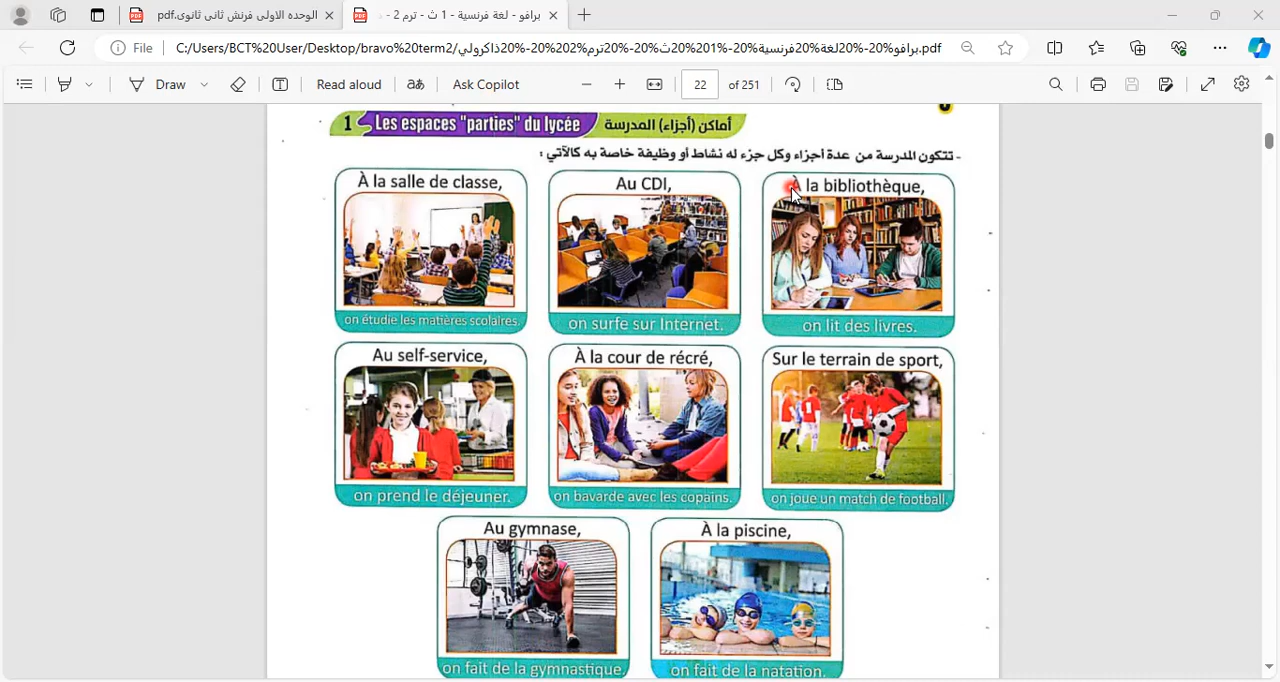 الوحده الاولى فرنش ثانى ثانوى.pdf
برافو - لغة فرنسية - 1 ث - ترم 2 -
File
C:/Users/BCT%20User/Desktop/bravo%20term2/برافو%20-%20لغة%20فرنسية%20-%201%20ث%20-%20ترم%202%20-%20ذاكرولي.pdf
Draw
Read aloud
aあ
Ask Copilot
22
of 251
1 Les espaces "parties" du lycée أماكن (أجزاء) المدرسة
- تتكون المدرسة من عدة أجزاء وكل جزء له نشاط أو وظيفة خاصة به كالآتي :
À la salle de classe,
on étudie les matières scolaires.
Au CDI,
on surfe sur Internet.
À la bibliothèque,
on lit des livres.
Au self-service,
on prend le déjeuner.
À la cour de récré,
on bavarde avec les copains.
Sur le terrain de sport,
on joue un match de football.
Au gymnase,
on fait de la gymnastique.
À la piscine,
on fait de la natation.